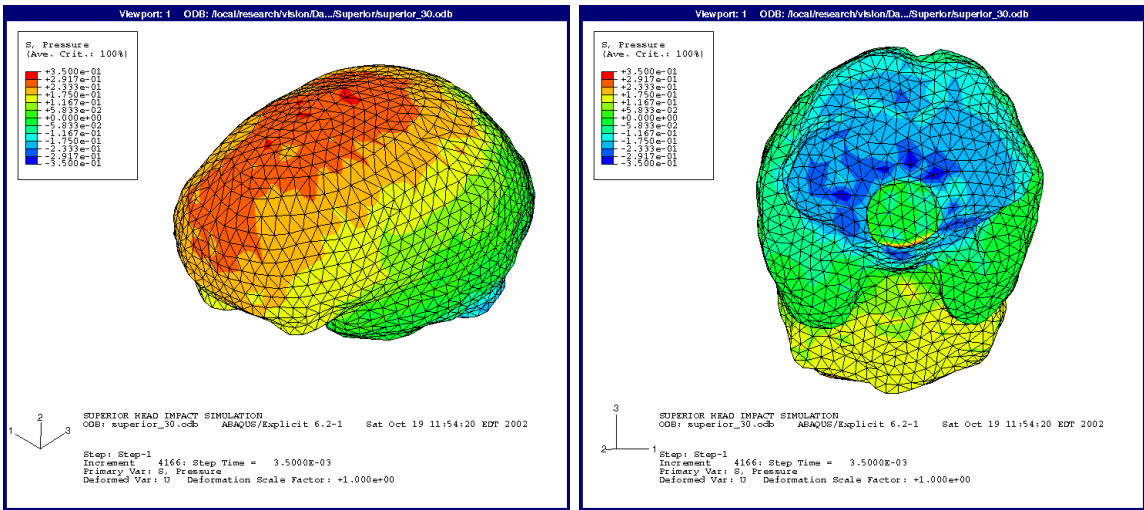 Viewport: 1 ODB: /local/research/vision/Da.../Superior/superior_30.odb
S, Pressure
(Ave. Crit.: 100%)
+3.500e-01
+2.917e-01
+2.333e-01
+1.750e-01
+1.167e-01
+5.833e-02
+0.000e+00
-5.833e-02
-1.167e-01
-1.750e-01
-2.333e-01
-2.917e-01
-3.500e-01
2
1
3
SUPERIOR HEAD IMPACT SIMULATION
ODB: superior_30.odb ABAQUS/Explicit 6.2-1 Sat Oct 19 11:54:20 EDT 2002
Step: Step-1
Increment 4166: Step Time = 3.5000E-03
Primary Var: S, Pressure
Deformed Var: U Deformation Scale Factor: +1.000e+00
Viewport: 1 ODB: /local/research/vision/Da.../Superior/superior_30.odb
S, Pressure
(Ave. Crit.: 100%)
+3.500e-01
+2.917e-01
+2.333e-01
+1.750e-01
+1.167e-01
+5.833e-02
+0.000e+00
-5.833e-02
-1.167e-01
-1.750e-01
-2.333e-01
-2.917e-01
-3.500e-01
3
2
1
SUPERIOR HEAD IMPACT SIMULATION
ODB: superior_30.odb ABAQUS/Explicit 6.2-1 Sat Oct 19 11:54:20 EDT 2002
Step: Step-1
Increment 4166: Step Time = 3.5000E-03
Primary Var: S, Pressure
Deformed Var: U Deformation Scale Factor: +1.000e+00